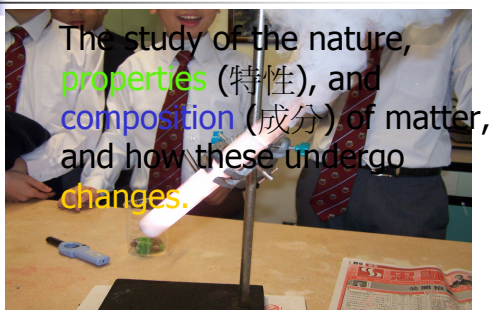 The study of the nature,
properties (特性), and
composition (成分) of matter,
and how these undergo
changes.